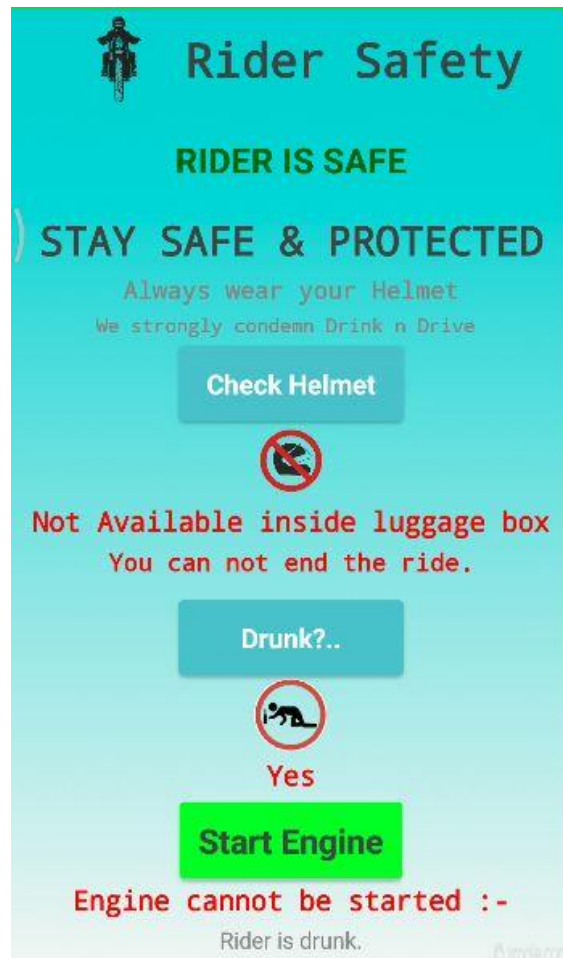 Rider Safety
RIDER IS SAFE
STAY SAFE & PROTECTED
Always wear your Helmet
We strongly condemn Drink n Drive
Check Helmet
Not Available inside luggage box
You can not end the ride.
Drunk?..
Yes
Start Engine
Engine cannot be started :-
Rider is drunk.